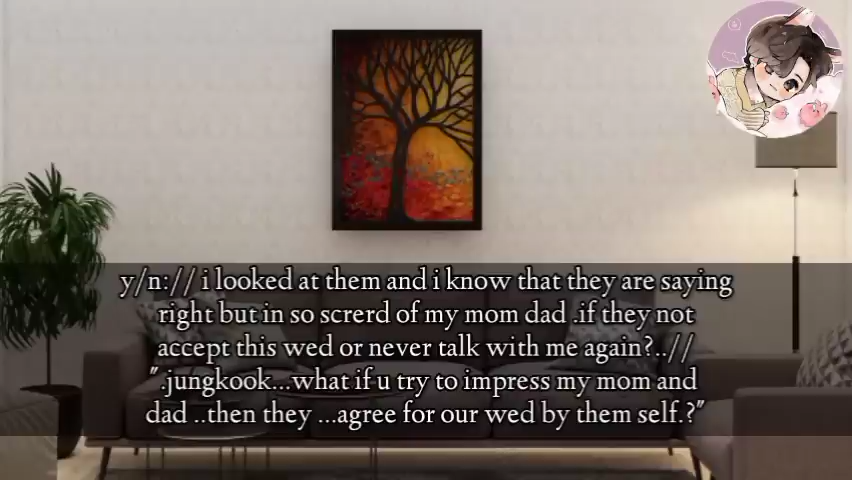 y/n:// i looked at them and i know that they are saying
right but in so screrd of my mom dad .if they not
accept this wed or never talk with me again?..//
".jungkook...what if u try to impress my mom and
dad ..then they ...agree for our wed by them self.?"